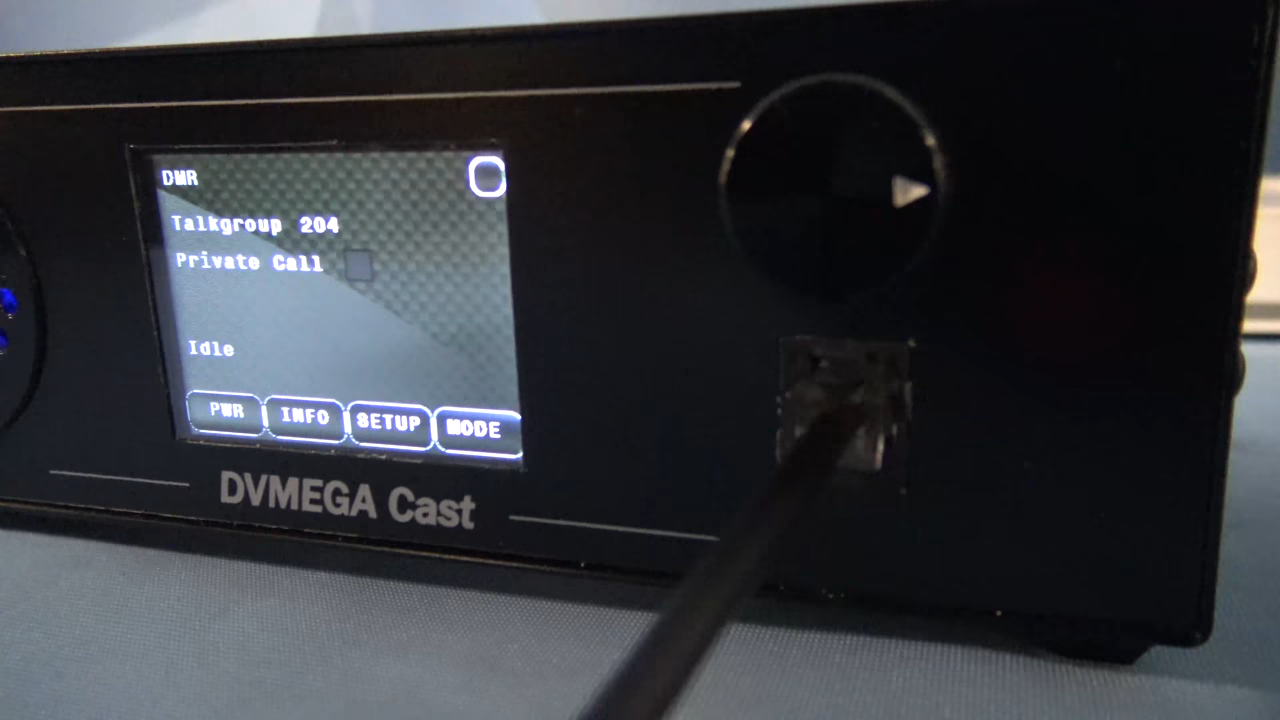 DMR
Talkgroup 204
Private Call
Idle
PWR INFO SETUP MODE
DVMEGA Cast